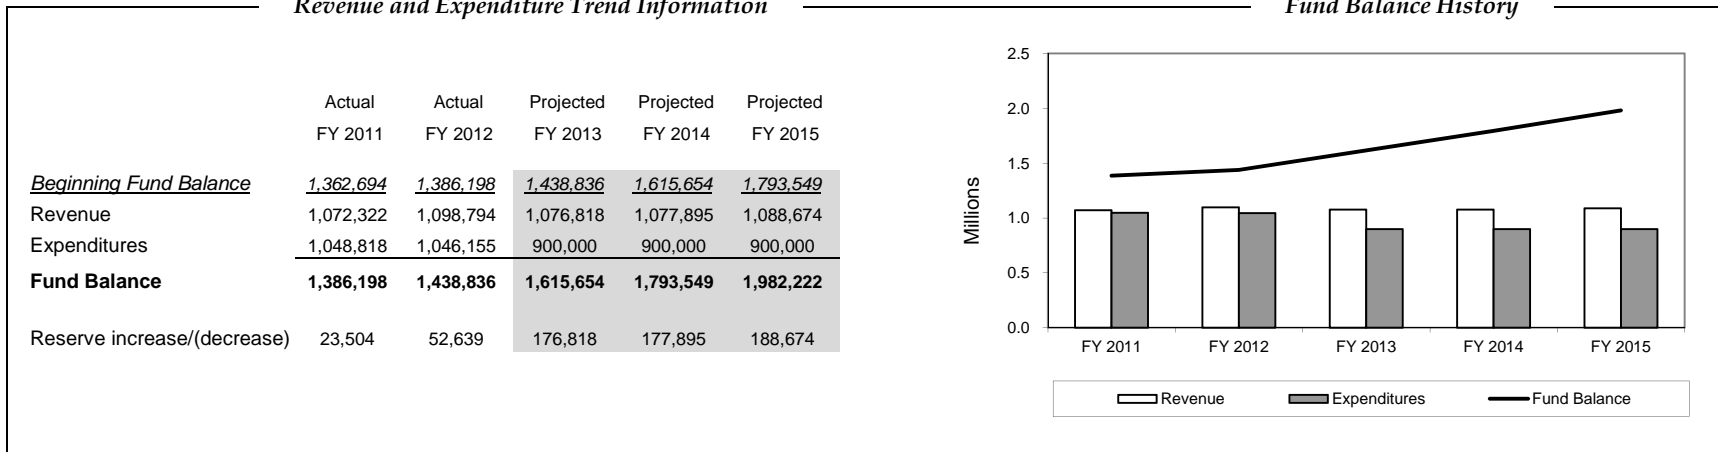 Revenue and Expenditure Trend Information
Actual Actual Projected Projected Projected
FY 2011 FY 2012 FY 2013 FY 2014 FY 2015
Beginning Fund Balance 1,362,694 1,386,198 1,438,836 1,615,654 1,793,549
Revenue 1,072,322 1,098,794 1,076,818 1,077,895 1,088,674
Expenditures 1,048,818 1,046,155 900,000 900,000 900,000
Fund Balance 1,386,198 1,438,836 1,615,654 1,793,549 1,982,222
Reserve increase/(decrease) 23,504 52,639 176,818 177,895 188,674
Fund Balance History
Millions
2.5
2.0
1.5
1.0
0.5
0.0
FY 2011 FY 2012 FY 2013 FY 2014 FY 2015
Revenue Expenditures Fund Balance